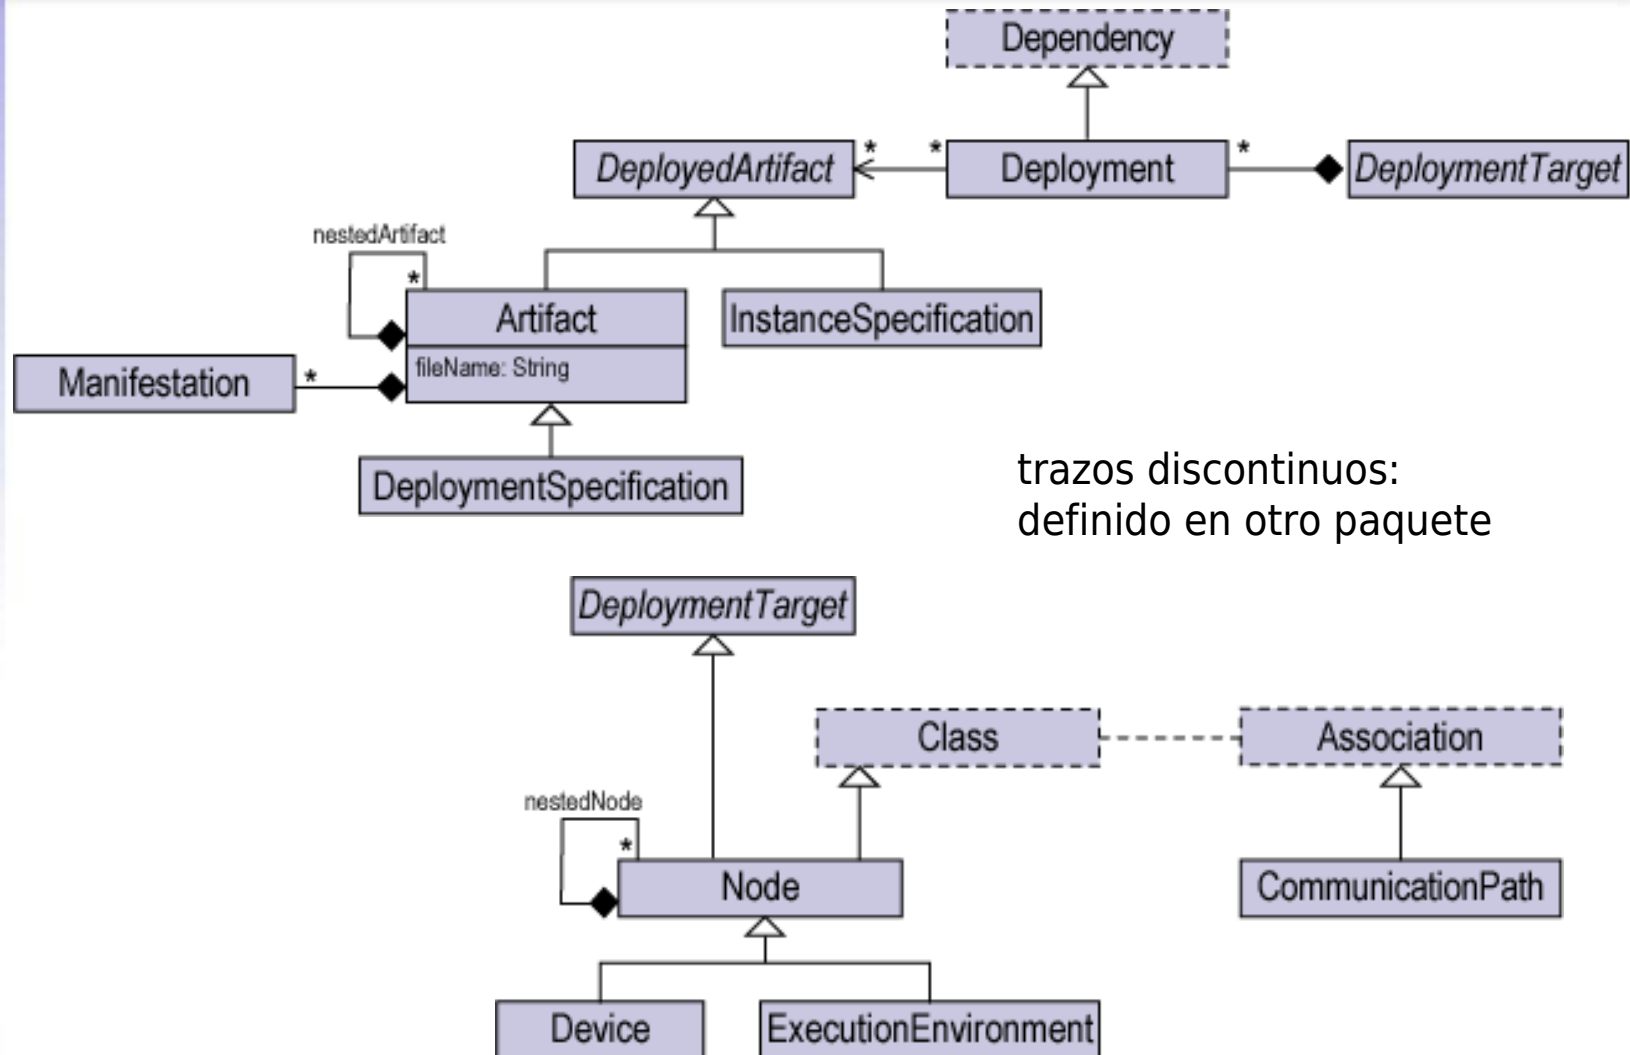 Dependency
DeployedArtifact
*
*
Deployment
*
DeploymentTarget
nestedArtifact
*
Artifact
InstanceSpecification
fileName: String
Manifestation
*
DeploymentSpecification
trazos discontinuos:
definido en otro paquete
DeploymentTarget
Class
Association
nestedNode
*
Node
CommunicationPath
Device
ExecutionEnvironment